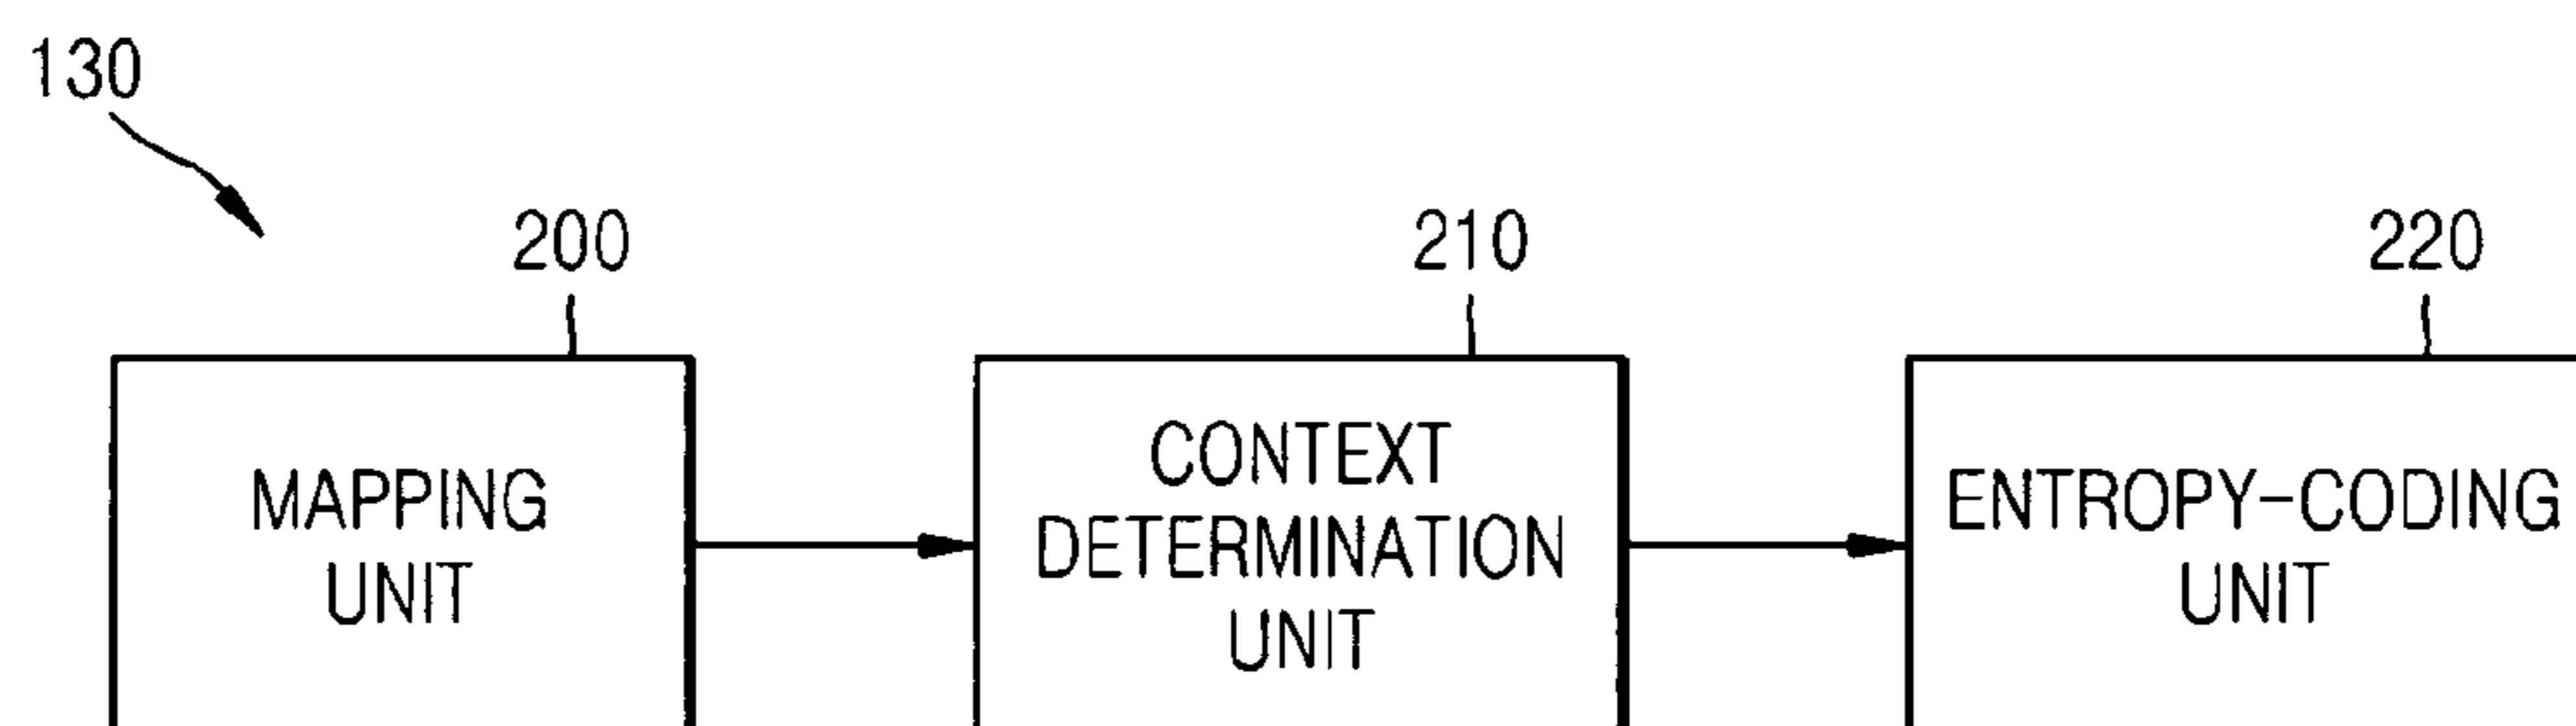 130
200
210
220
MAPPING
UNIT
CONTEXT
DETERMINATION
UNIT
ENTROPY-CODING
UNIT